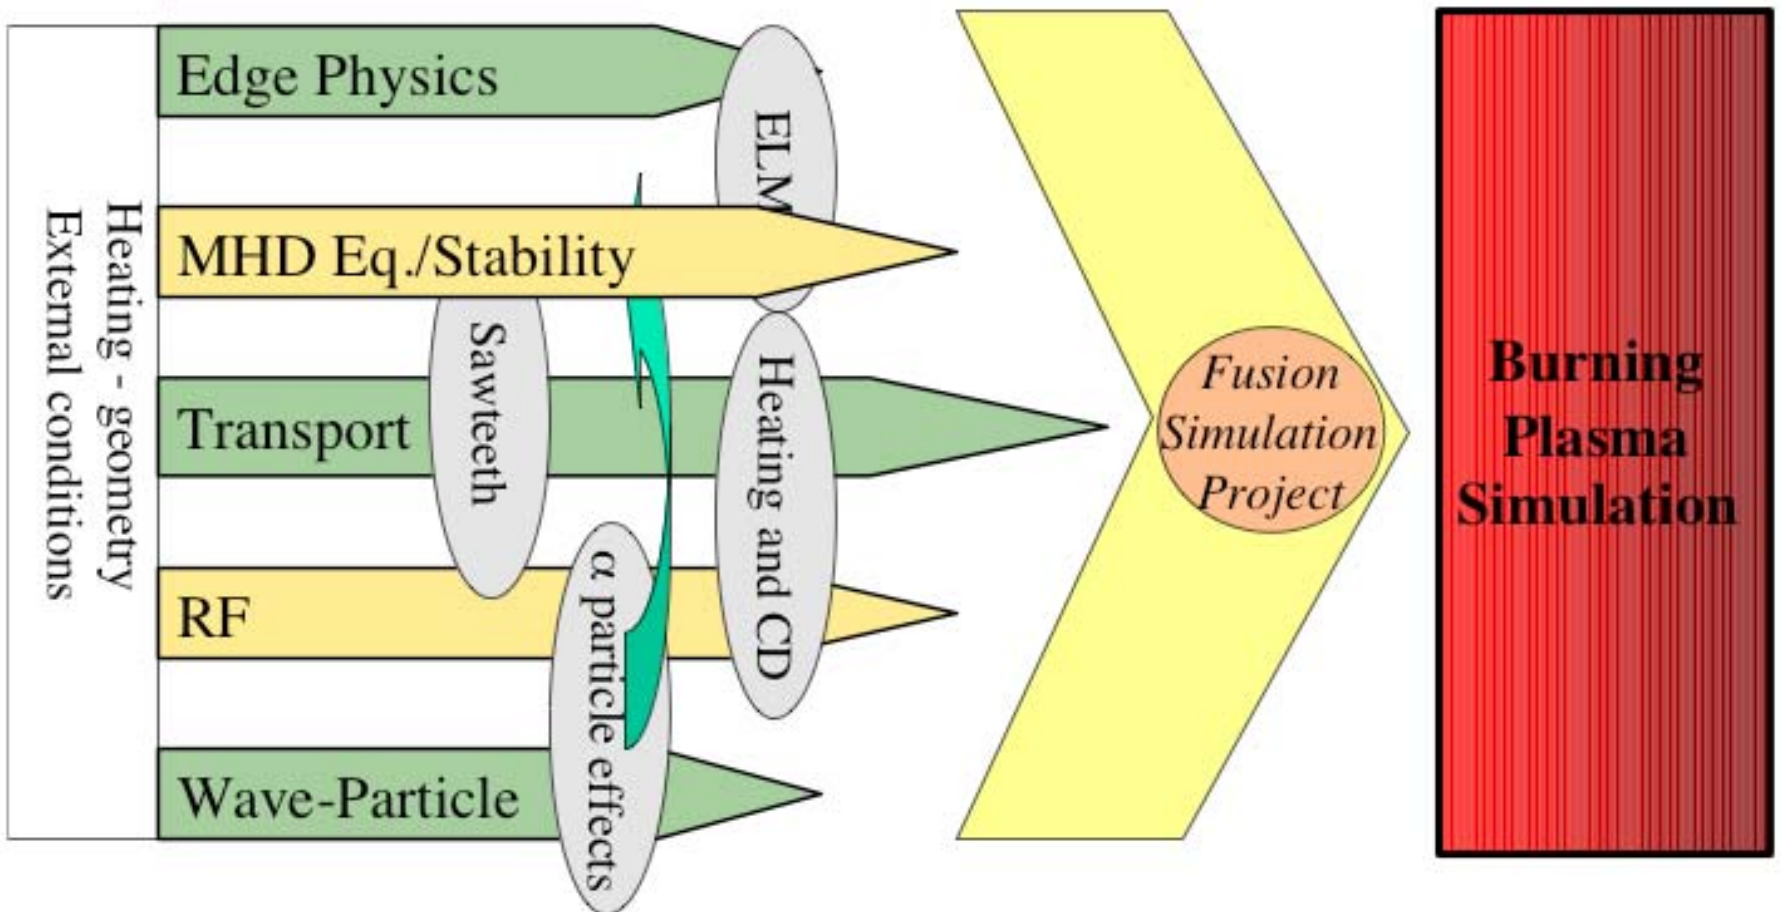 Heating - geometry
External conditions
Edge Physics
MHD Eq./Stability
Transport
RF
Wave-Particle
ELM
Sawteeth
Heating and CD
α particle effects
Fusion
Simulation
Project
Burning
Plasma
Simulation